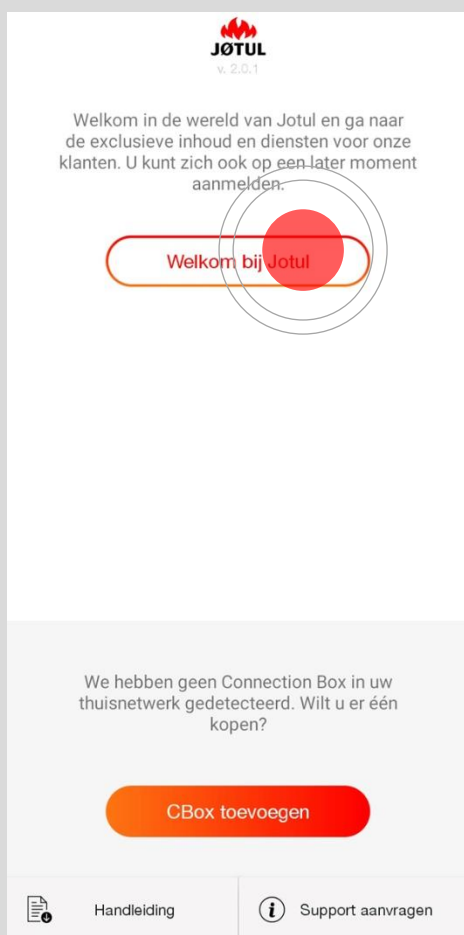 JØTUL
v. 2.0.1
Welkom in de wereld van Jotul en ga naar
de exclusieve inhoud en diensten voor onze
klanten. U kunt zich ook op een later moment
aanmelden.
Welkom bij Jotul
We hebben geen Connection Box in uw
thuisnetwerk gedetecteerd. Wilt u er één
kopen?
CBox toevoegen
Handleiding
i Support aanvragen